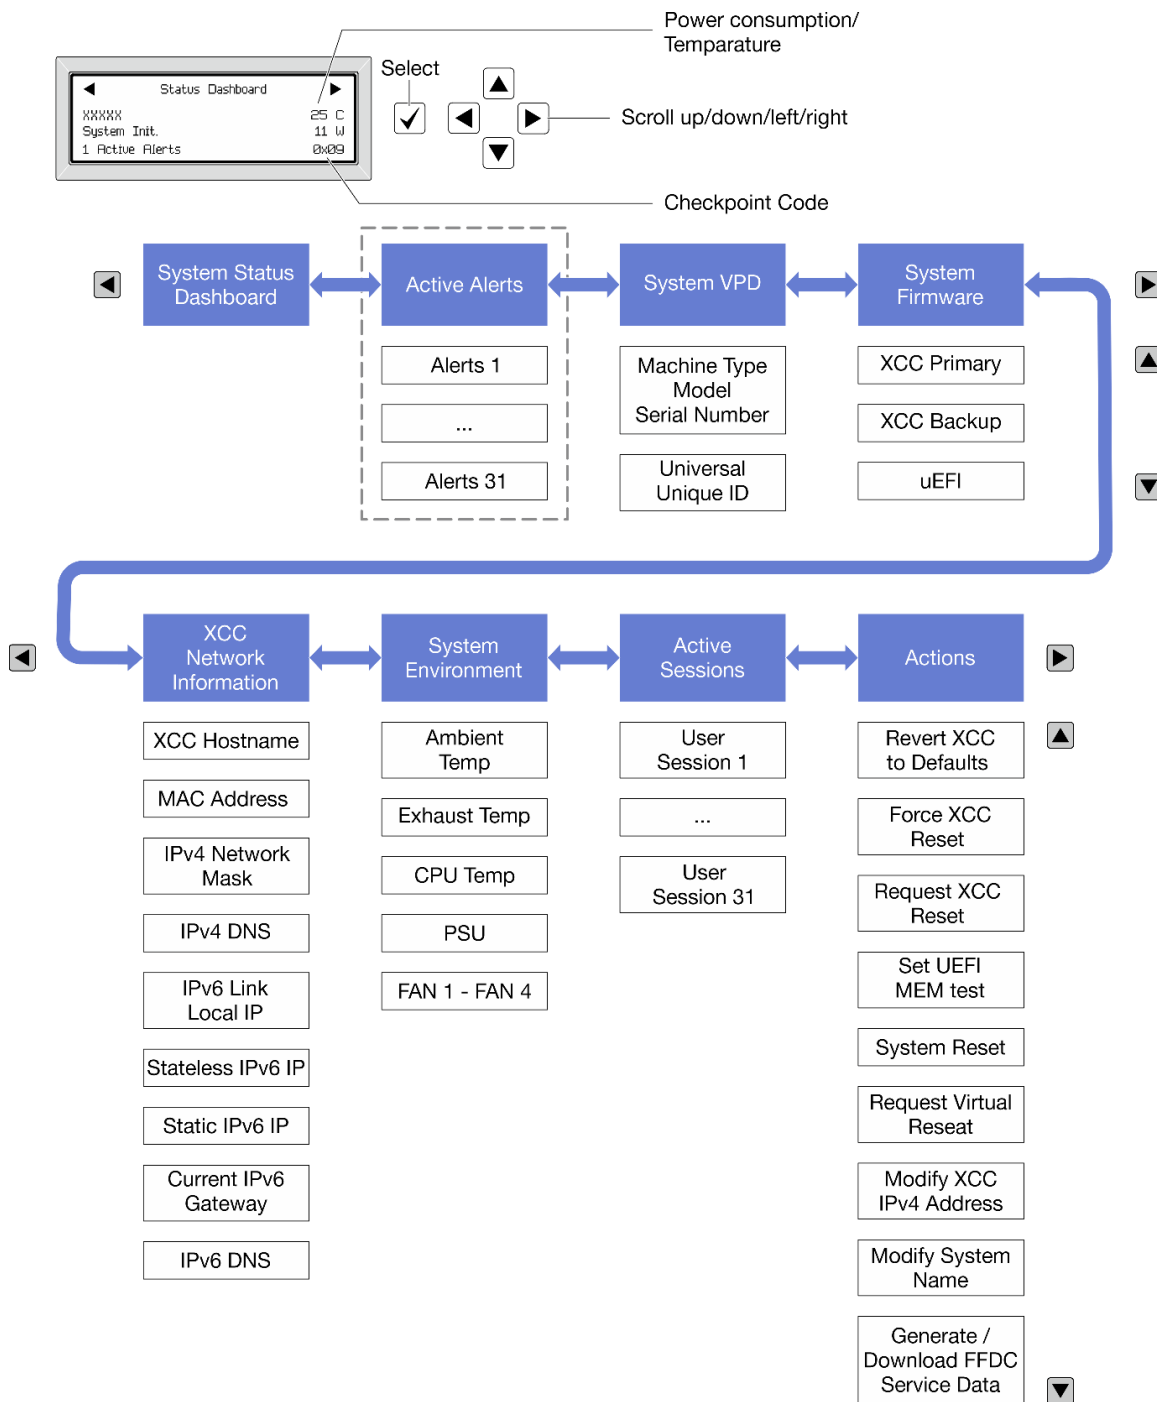 Power consumption/
Temparature
Select
Status Dashboard
XXXXX 25 C
System Init. 11 W
1 Active Alerts 0x09
Scroll up/down/left/right
Checkpoint Code
System Status
Dashboard
Active Alerts
System VPD
System
Firmware
Alerts 1
...
Alerts 31
Machine Type
Model
Serial Number
Universal
Unique ID
XCC Primary
XCC Backup
uEFI
XCC
Network
Information
System
Environment
Active
Sessions
Actions
XCC Hostname
MAC Address
IPv4 Network
Mask
IPv4 DNS
IPv6 Link
Local IP
Stateless IPv6 IP
Static IPv6 IP
Current IPv6
Gateway
IPv6 DNS
Ambient
Temp
Exhaust Temp
CPU Temp
PSU
FAN 1 - FAN 4
User
Session 1
...
User
Session 31
Revert XCC
to Defaults
Force XCC
Reset
Request XCC
Reset
Set UEFI
MEM test
System Reset
Request Virtual
Reseat
Modify XCC
IPv4 Address
Modify System
Name
Generate /
Download FFDC
Service Data